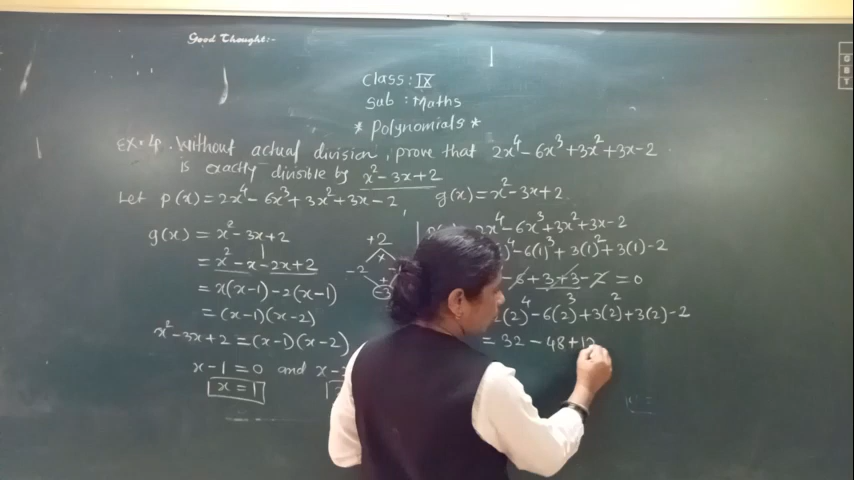 Good Thought:-
Class: IX
Sub : Maths
* Polynomials *
Ex. 4. Without actual division, prove that 2x⁴ - 6x³ + 3x² + 3x - 2
is exactly divisible by x² - 3x + 2
Let p(x) = 2x⁴ - 6x³ + 3x² + 3x - 2, g(x) = x² - 3x + 2
g(x) = x² - 3x + 2
= x² - x - 2x + 2
= x(x-1) - 2(x-1)
= (x-1)(x-2)
x² - 3x + 2 = (x-1)(x-2)
x - 1 = 0 and x -
x = 1
+2
×
-2
+
-3
2x⁴ - 6x³ + 3x² + 3x - 2
- 6(1)³ + 3(1)² + 3(1) - 2
- 6 + 3 + 3 - 2 = 0
(2)⁴ - 6(2)³ + 3(2)² + 3(2) - 2
= 32 - 48 + 12
G
B
T